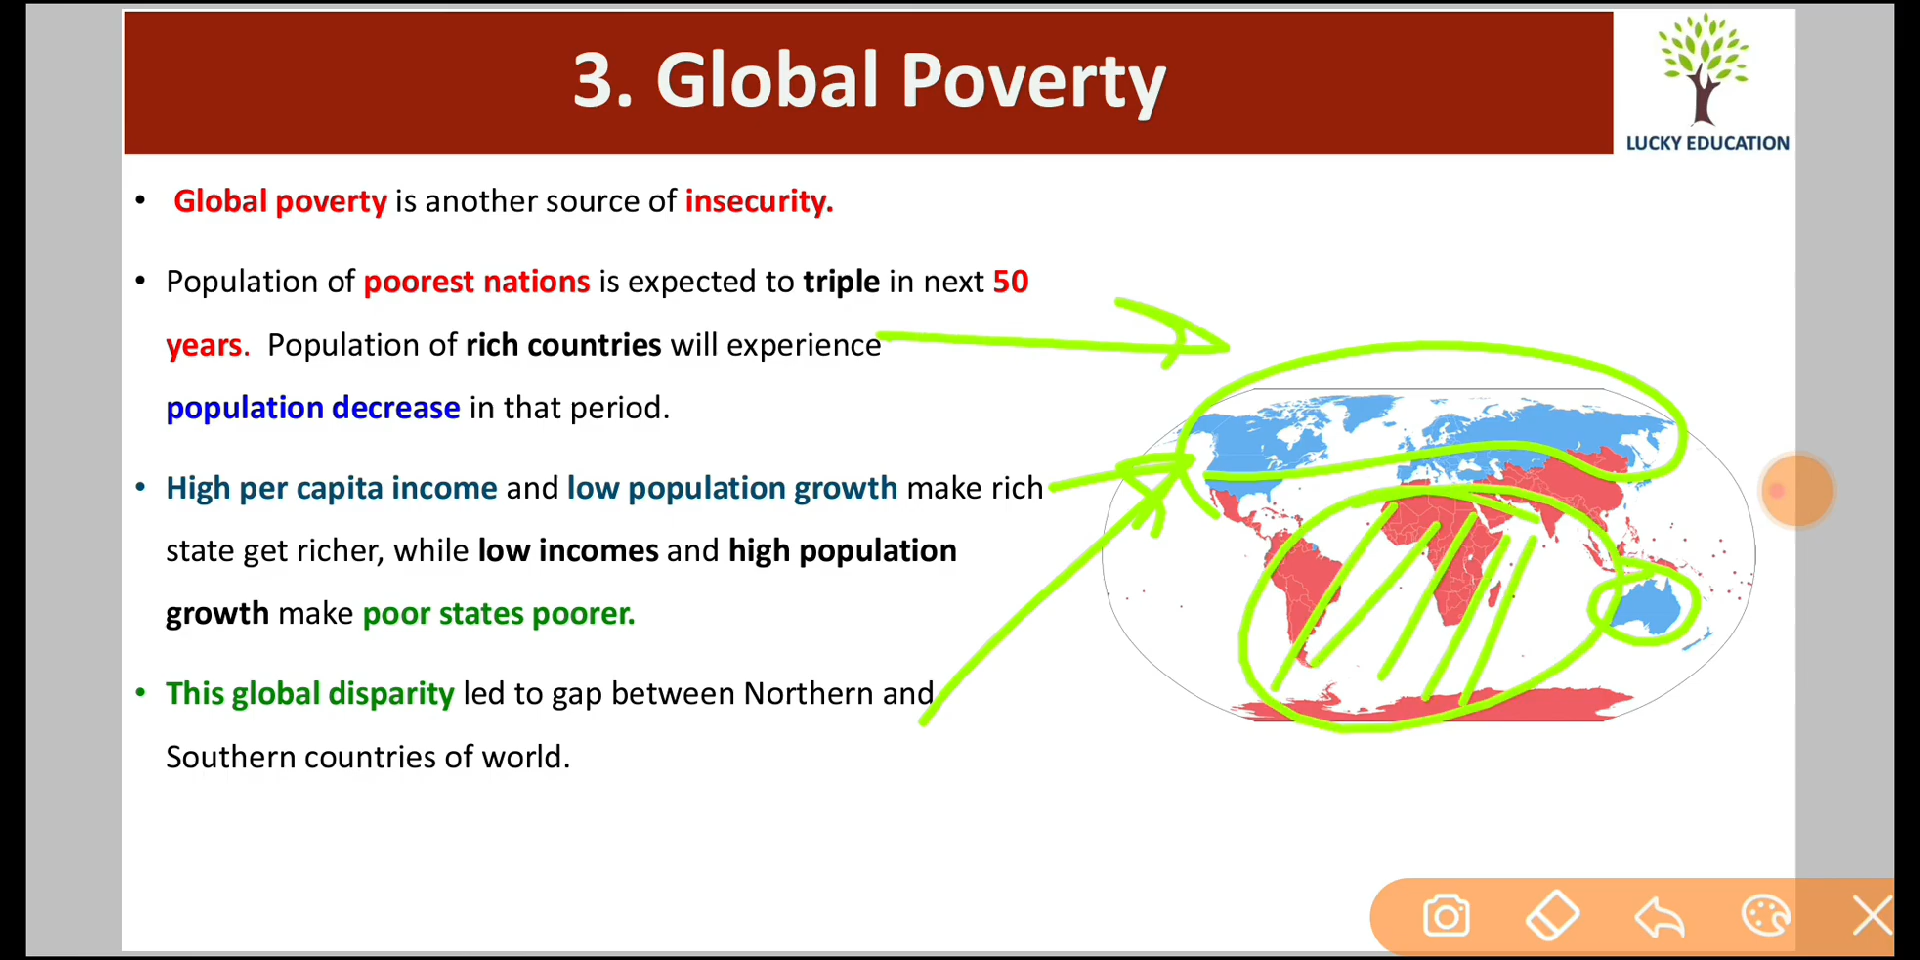 3. Global Poverty
LUCKY EDUCATION
• Global poverty is another source of insecurity.
• Population of poorest nations is expected to triple in next 50
years. Population of rich countries will experience
population decrease in that period.
• High per capita income and low population growth make rich
state get richer, while low incomes and high population
growth make poor states poorer.
• This global disparity led to gap between Northern and
Southern countries of world.